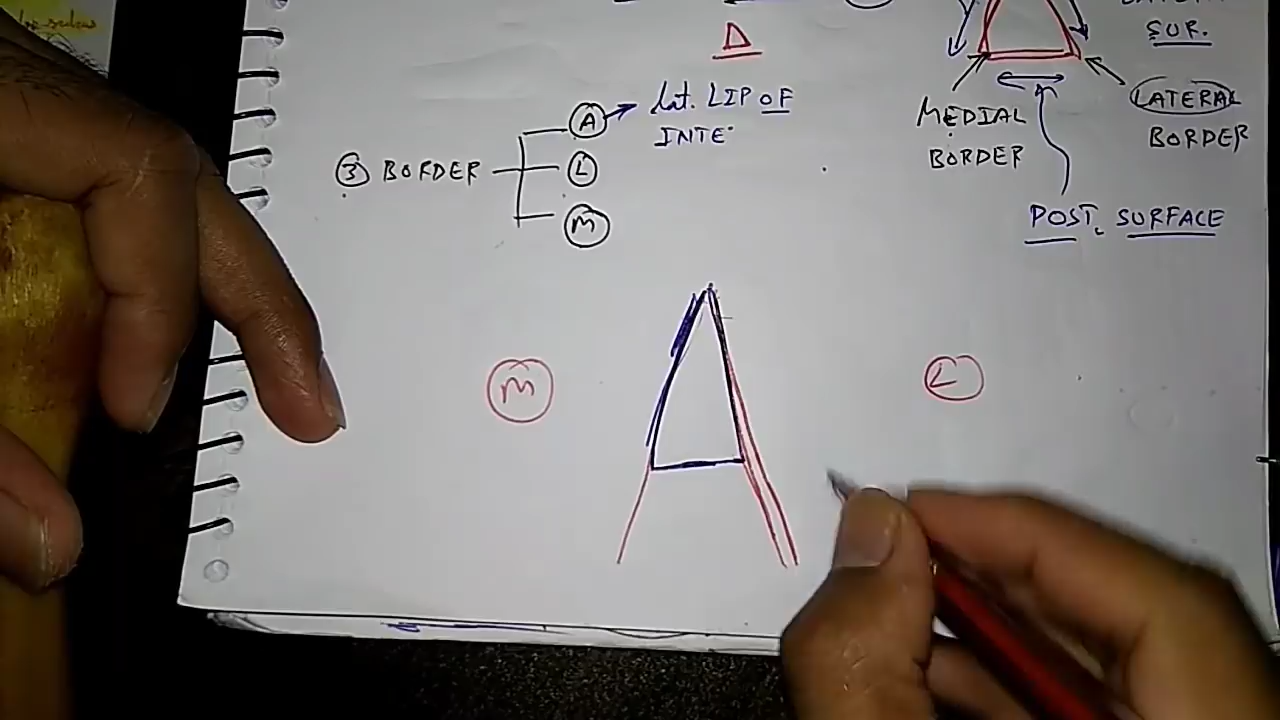 D
SUR.
lat. LIP OF
INTE
A
LATERAL
BORDER
MEDIAL
BORDER
3 BORDER
L
M
POST. SURFACE
M
L